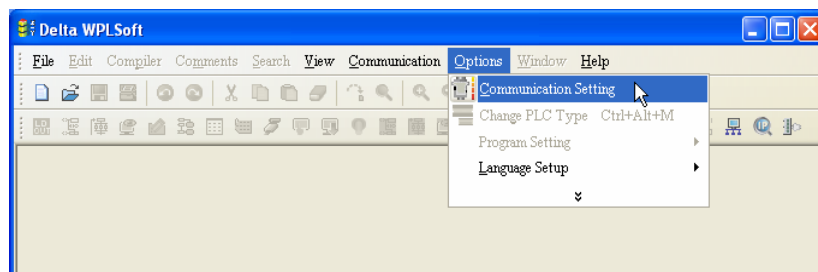 Delta WPLSoft
File Edit Compiler Comments Search View Communication Options Window Help
Communication Setting
Change PLC Type Ctrl+Alt+M
Program Setting
Language Setup